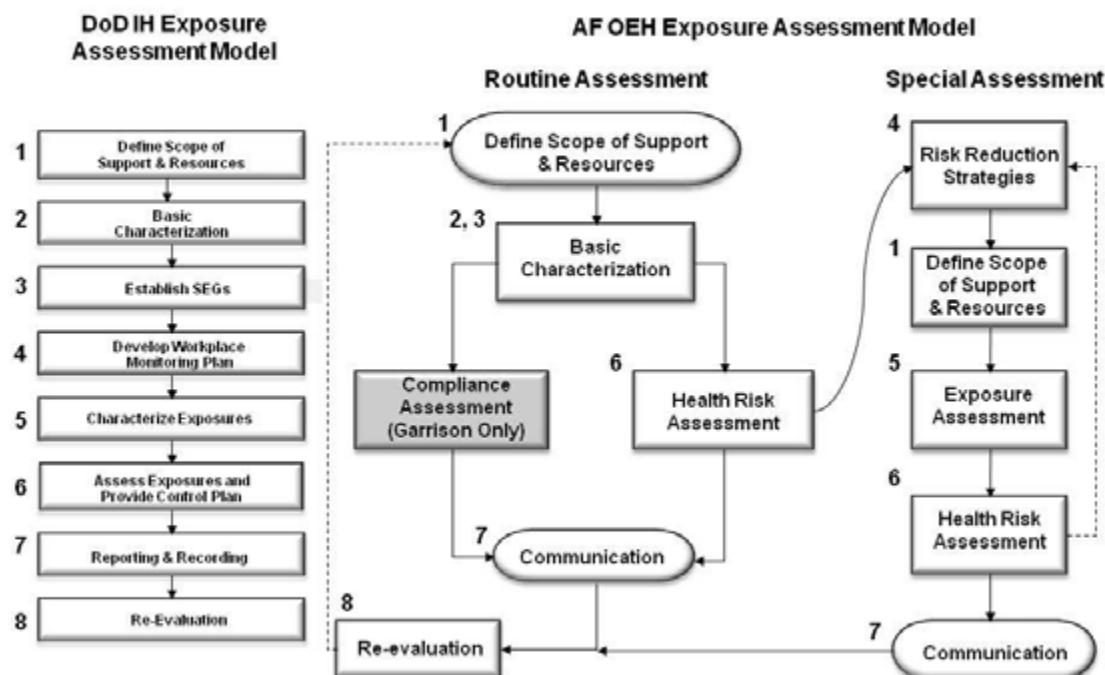 DoD IH Exposure
Assessment Model
1
Define Scope of
Support & Resources
2
Basic
Characterization
3
Establish SEGs
4
Develop Workplace
Monitoring Plan
5
Characterize Exposures
6
Assess Exposures and
Provide Control Plan
7
Reporting & Recording
8
Re-Evaluation
AF OEH Exposure Assessment Model
Routine Assessment
1
Define Scope of Support
& Resources
2, 3
Basic
Characterization
Compliance
Assessment
(Garrison Only)
6
Health Risk
Assessment
7
Communication
8
Re-evaluation
Special Assessment
4
Risk Reduction
Strategies
1
Define Scope
of Support
& Resources
5
Exposure
Assessment
6
Health Risk
Assessment
7
Communication